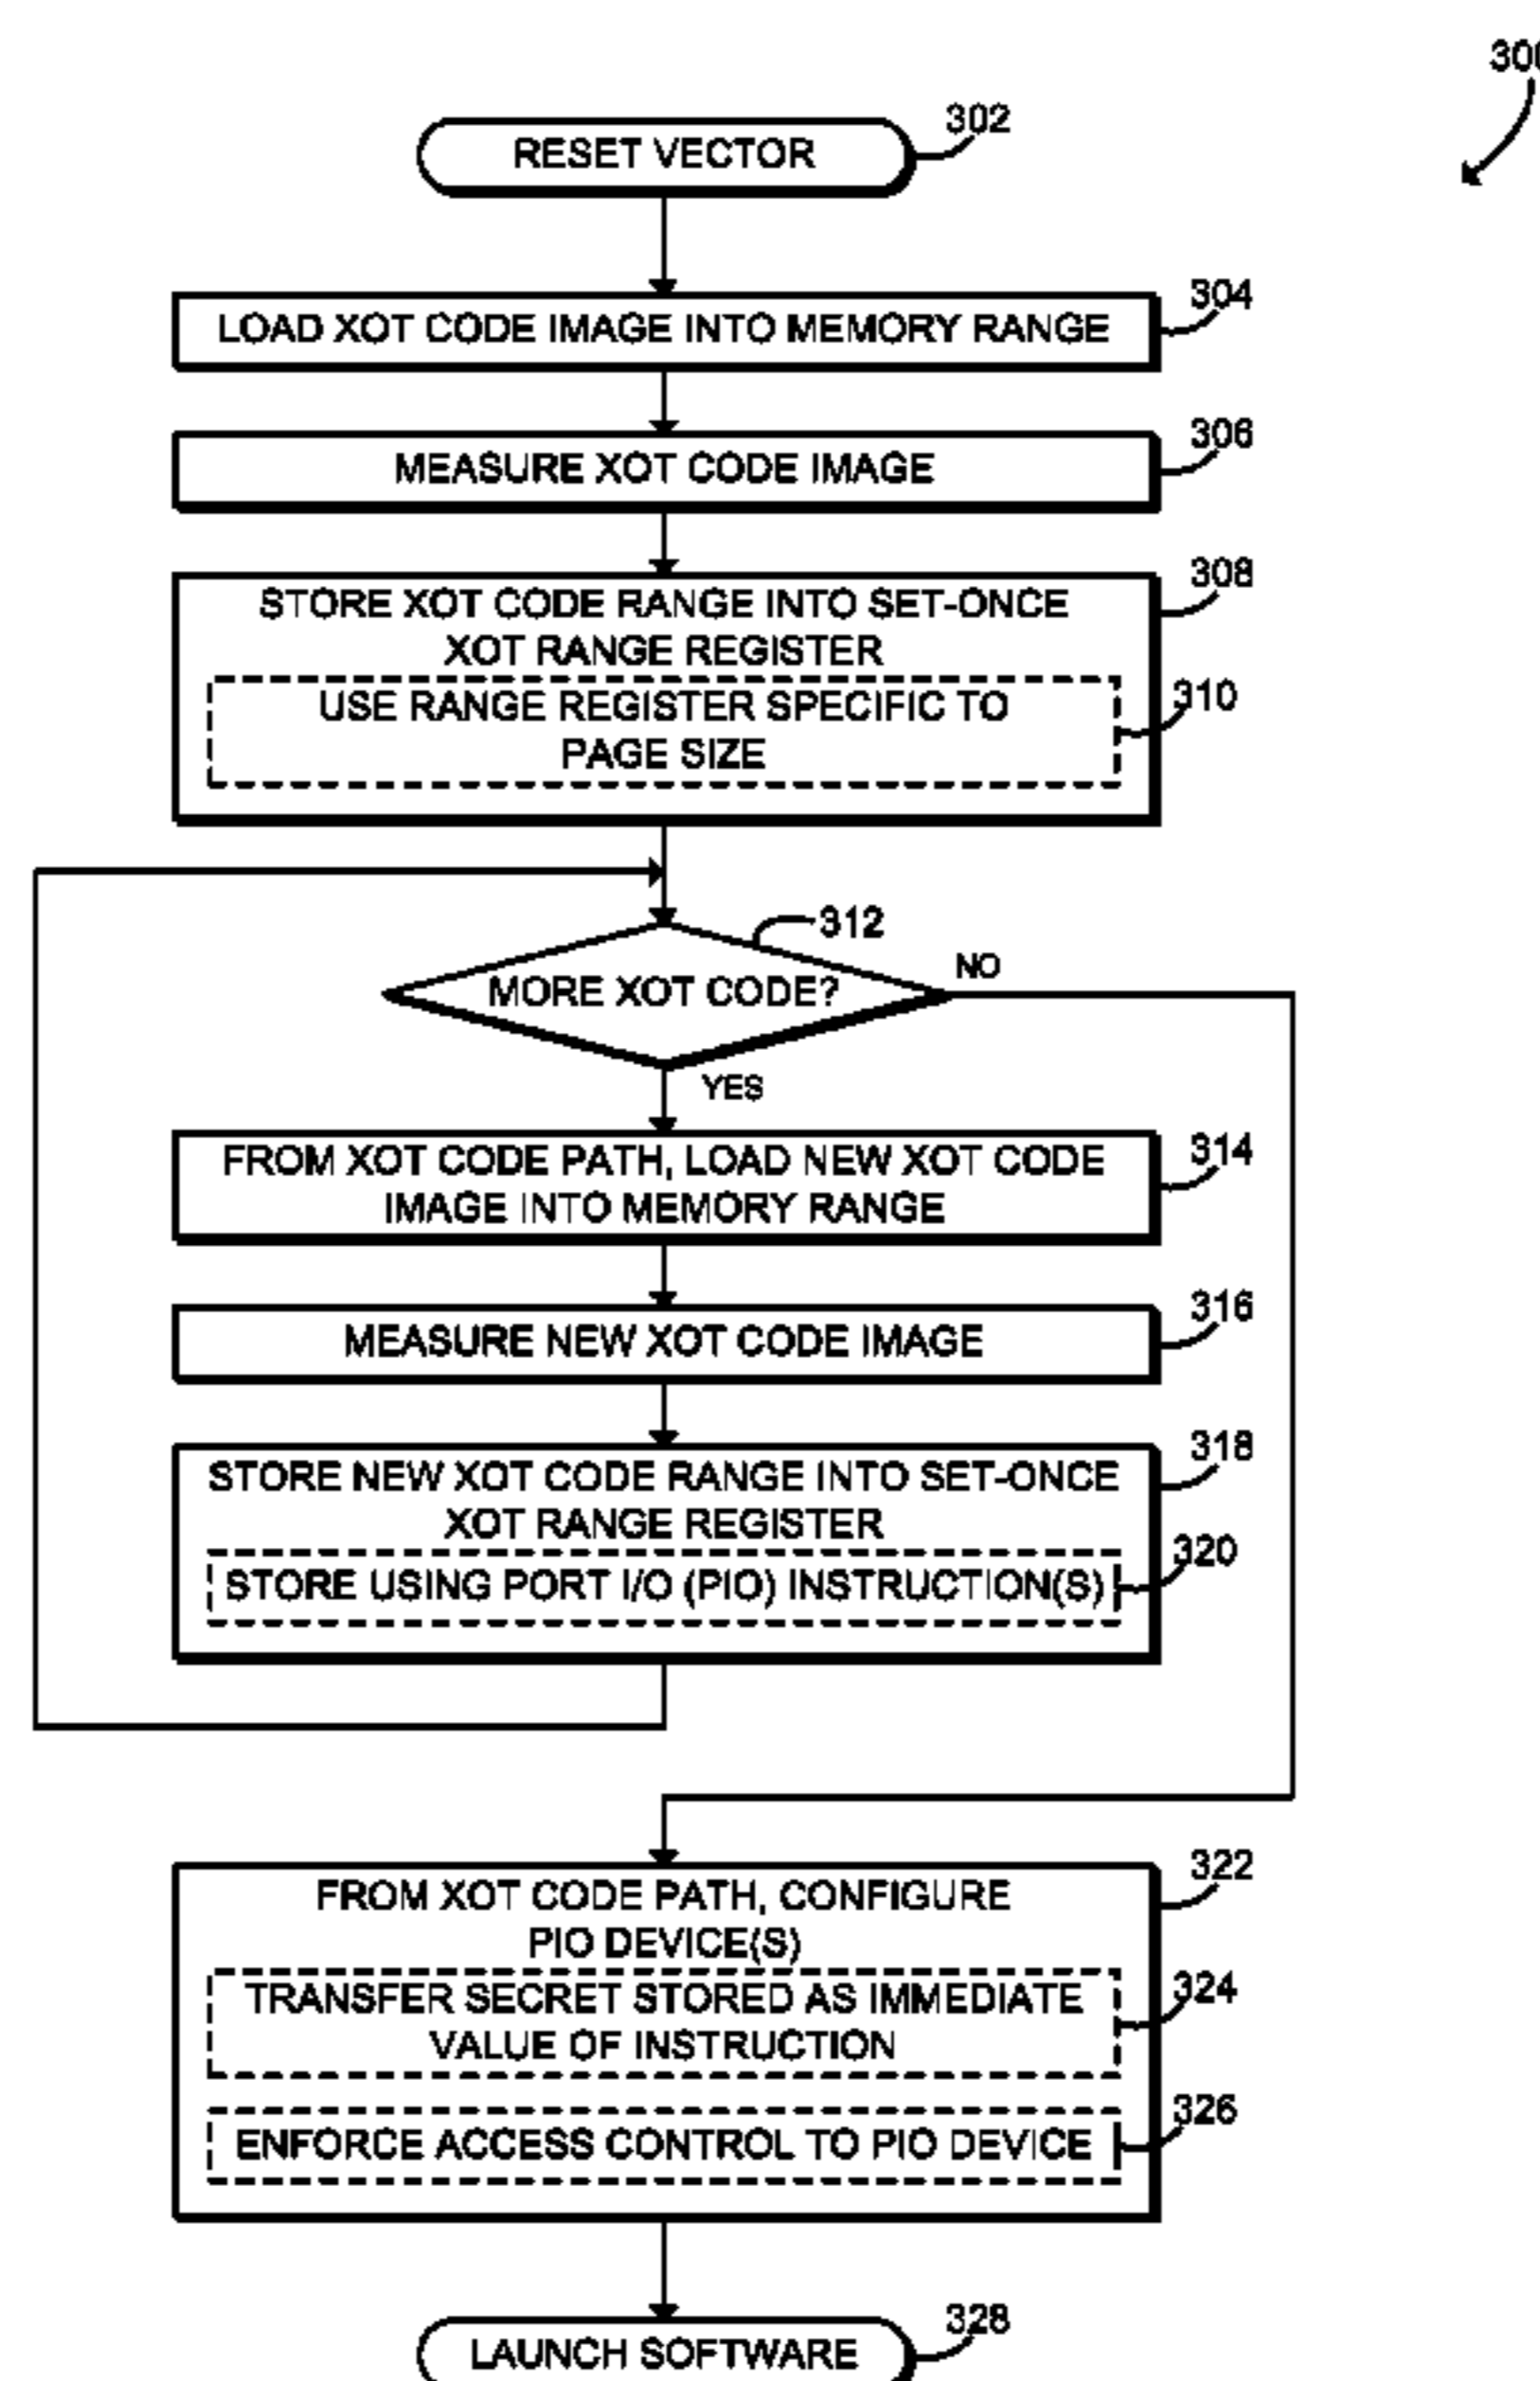 300
RESET VECTOR
302
LOAD XOT CODE IMAGE INTO MEMORY RANGE
304
MEASURE XOT CODE IMAGE
306
STORE XOT CODE RANGE INTO SET-ONCE
XOT RANGE REGISTER
308
USE RANGE REGISTER SPECIFIC TO
PAGE SIZE
310
MORE XOT CODE?
312
NO
YES
FROM XOT CODE PATH, LOAD NEW XOT CODE
IMAGE INTO MEMORY RANGE
314
MEASURE NEW XOT CODE IMAGE
316
STORE NEW XOT CODE RANGE INTO SET-ONCE
XOT RANGE REGISTER
318
STORE USING PORT I/O (PIO) INSTRUCTION(S)
320
FROM XOT CODE PATH, CONFIGURE
PIO DEVICE(S)
322
TRANSFER SECRET STORED AS IMMEDIATE
VALUE OF INSTRUCTION
324
ENFORCE ACCESS CONTROL TO PIO DEVICE
326
LAUNCH SOFTWARE
328